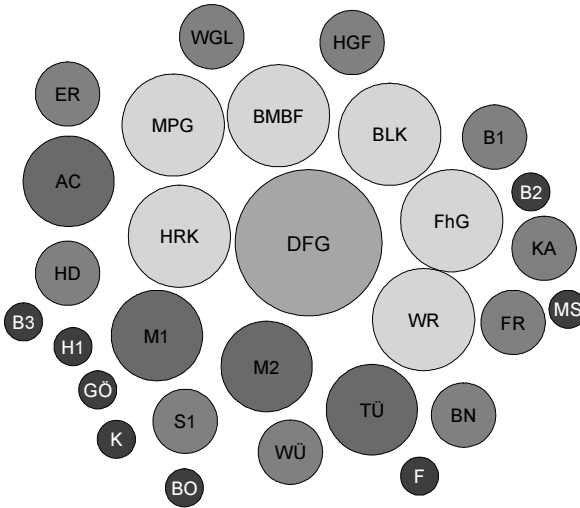 WGL
HGF
ER
MPG
BMBF
BLK
B1
AC
B2
HRK
DFG
FhG
KA
HD
B3
H1
M1
M2
WR
FR
MS
GÖ
K
S1
WÜ
TÜ
BN
BO
F